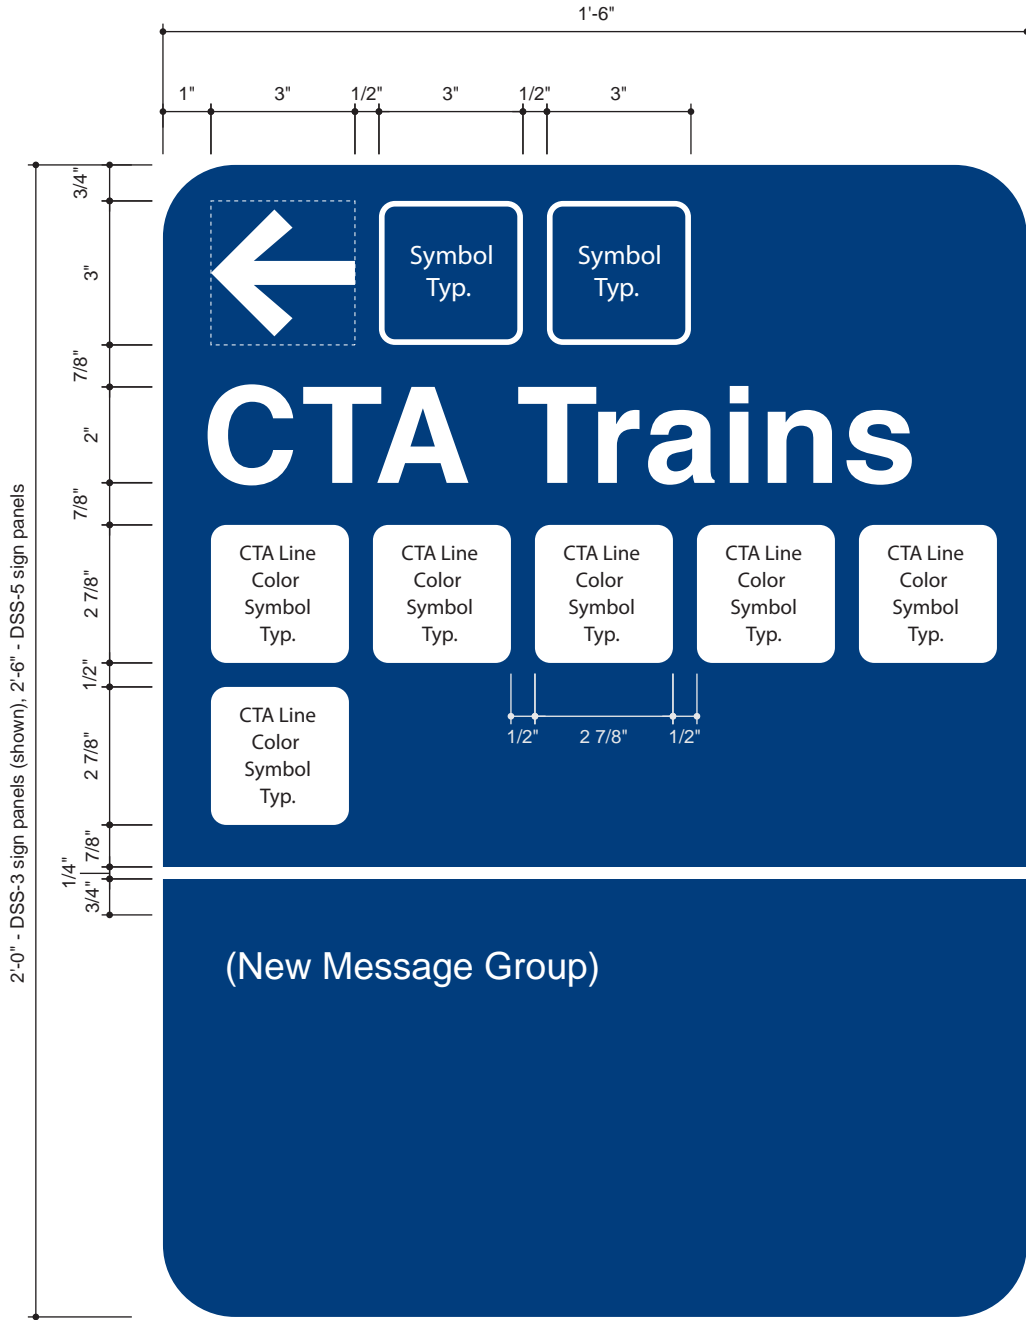 1'-6"
1" 3" 1/2" 3" 1/2" 3"
3/4"
3"
7/8"
2"
7/8"
2 7/8"
1/2"
2 7/8"
7/8"
1/4"
3/4"
2'-0" - DSS-3 sign panels (shown), 2'-6" - DSS-5 sign panels
Symbol
Typ.
Symbol
Typ.
CTA Trains
CTA Line
Color
Symbol
Typ.
CTA Line
Color
Symbol
Typ.
CTA Line
Color
Symbol
Typ.
CTA Line
Color
Symbol
Typ.
CTA Line
Color
Symbol
Typ.
CTA Line
Color
Symbol
Typ.
1/2" 2 7/8" 1/2"
(New Message Group)